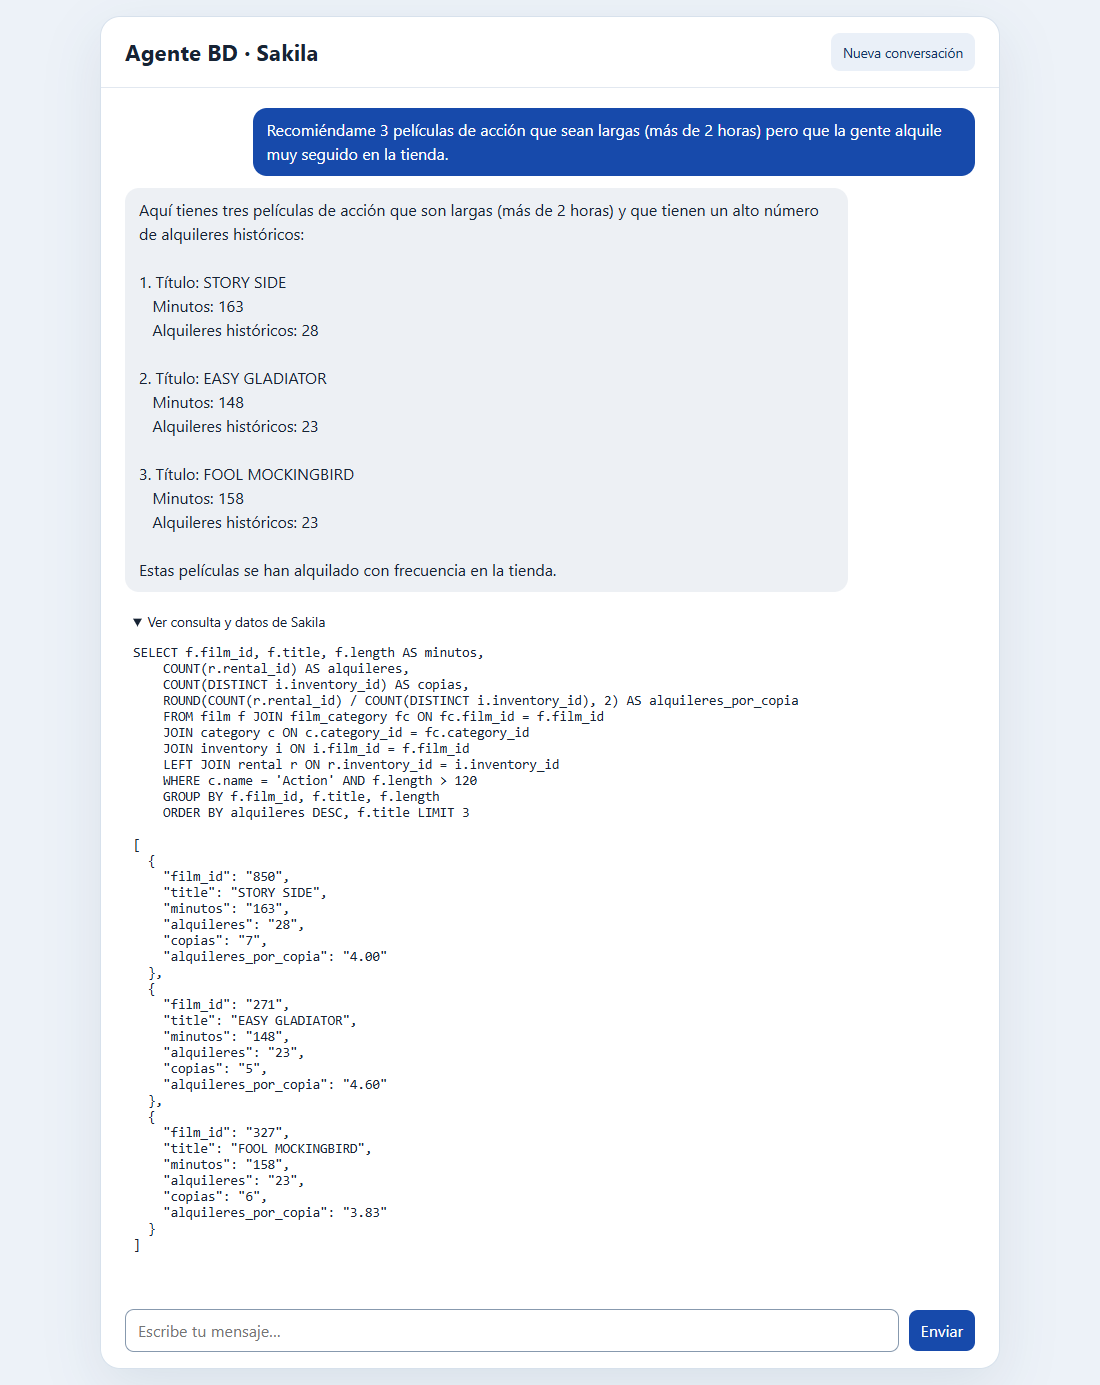 Agente BD · Sakila
Nueva conversación
Recomiéndame 3 películas de acción que sean largas (más de 2 horas) pero que la gente alquile
muy seguido en la tienda.
Aquí tienes tres películas de acción que son largas (más de 2 horas) y que tienen un alto número
de alquileres históricos:
1. Título: STORY SIDE
Minutos: 163
Alquileres históricos: 28
2. Título: EASY GLADIATOR
Minutos: 148
Alquileres históricos: 23
3. Título: FOOL MOCKINGBIRD
Minutos: 158
Alquileres históricos: 23
Estas películas se han alquilado con frecuencia en la tienda.
▼ Ver consulta y datos de Sakila
SELECT f.film_id, f.title, f.length AS minutos,
    COUNT(r.rental_id) AS alquileres,
    COUNT(DISTINCT i.inventory_id) AS copias,
    ROUND(COUNT(r.rental_id) / COUNT(DISTINCT i.inventory_id), 2) AS alquileres_por_copia
    FROM film f JOIN film_category fc ON fc.film_id = f.film_id
    JOIN category c ON c.category_id = fc.category_id
    JOIN inventory i ON i.film_id = f.film_id
    LEFT JOIN rental r ON r.inventory_id = i.inventory_id
    WHERE c.name = 'Action' AND f.length > 120
    GROUP BY f.film_id, f.title, f.length
    ORDER BY alquileres DESC, f.title LIMIT 3
[
  {
    "film_id": "850",
    "title": "STORY SIDE",
    "minutos": "163",
    "alquileres": "28",
    "copias": "7",
    "alquileres_por_copia": "4.00"
  },
  {
    "film_id": "271",
    "title": "EASY GLADIATOR",
    "minutos": "148",
    "alquileres": "23",
    "copias": "5",
    "alquileres_por_copia": "4.60"
  },
  {
    "film_id": "327",
    "title": "FOOL MOCKINGBIRD",
    "minutos": "158",
    "alquileres": "23",
    "copias": "6",
    "alquileres_por_copia": "3.83"
  }
]
Escribe tu mensaje...
Enviar